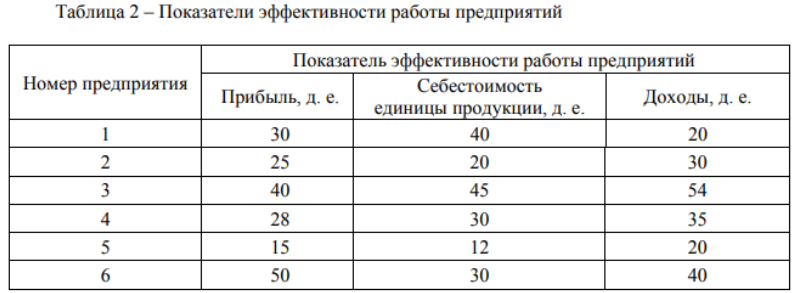 Таблица 2 – Показатели эффективности работы предприятий
Номер предприятия
Показатель эффективности работы предприятий
Прибыль, д. е.
Себестоимость
единицы продукции, д. е.
Доходы, д. е.
1 30 40 20
2 25 20 30
3 40 45 54
4 28 30 35
5 15 12 20
6 50 30 40